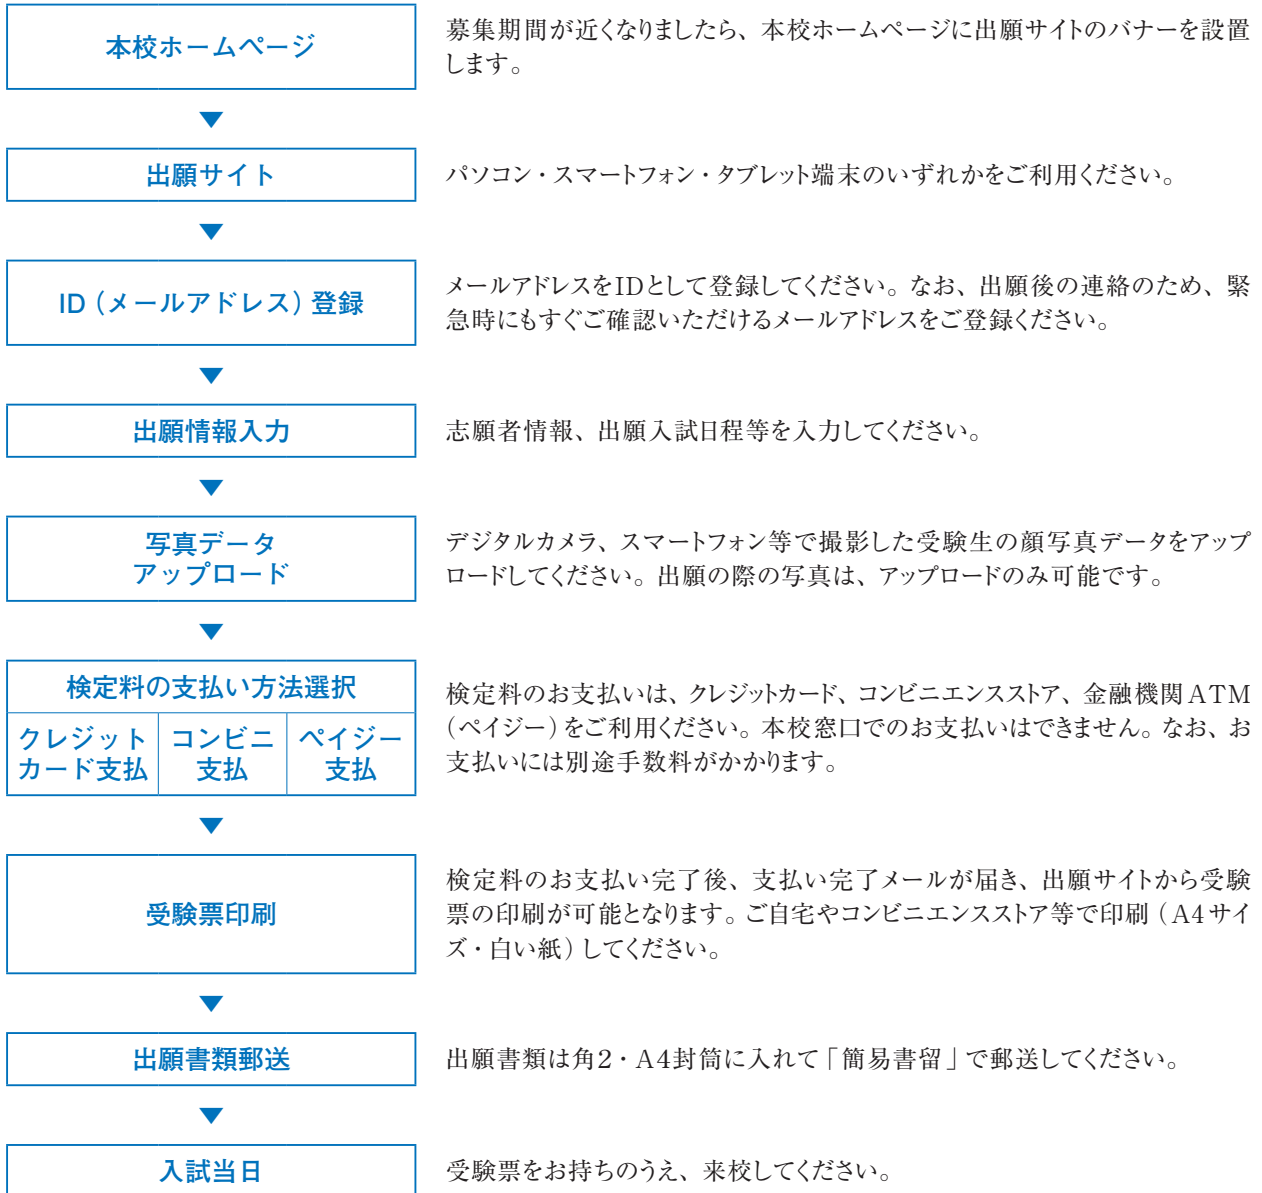 本校ホームページ
募集期間が近くなりましたら、本校ホームページに出願サイトのバナーを設置
します。
▼
出願サイト
パソコン・スマートフォン・タブレット端末のいずれかをご利用ください。
▼
ID（メールアドレス）登録
メールアドレスをIDとして登録してください。なお、出願後の連絡のため、緊
急時にもすぐご確認いただけるメールアドレスをご登録ください。
▼
出願情報入力
志願者情報、出願入試日程等を入力してください。
▼
写真データ
アップロード
デジタルカメラ、スマートフォン等で撮影した受験生の顔写真データをアップ
ロードしてください。出願の際の写真は、アップロードのみ可能です。
▼
検定料の支払い方法選択
クレジット
カード支払
コンビニ
支払
ペイジー
支払
検定料のお支払いは、クレジットカード、コンビニエンスストア、金融機関ATM
（ペイジー）をご利用ください。本校窓口でのお支払いはできません。なお、お
支払いには別途手数料がかかります。
▼
受験票印刷
検定料のお支払い完了後、支払い完了メールが届き、出願サイトから受験
票の印刷が可能となります。ご自宅やコンビニエンスストア等で印刷（A4サイ
ズ・白い紙）してください。
▼
出願書類郵送
出願書類は角2・A4封筒に入れて「簡易書留」で郵送してください。
▼
入試当日
受験票をお持ちのうえ、来校してください。